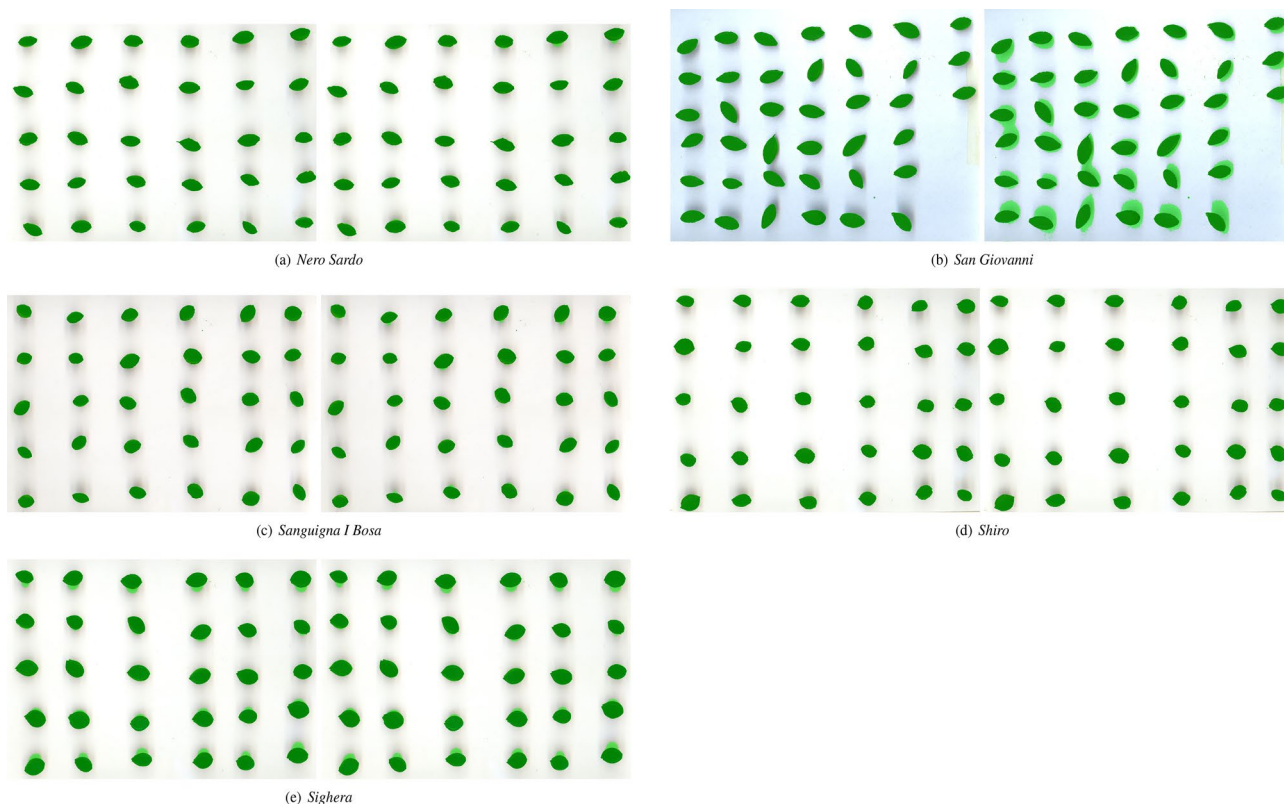 (a) Nero Sardo
(b) San Giovanni
(c) Sanguigna I Bosa
(d) Shiro
(e) Sighera